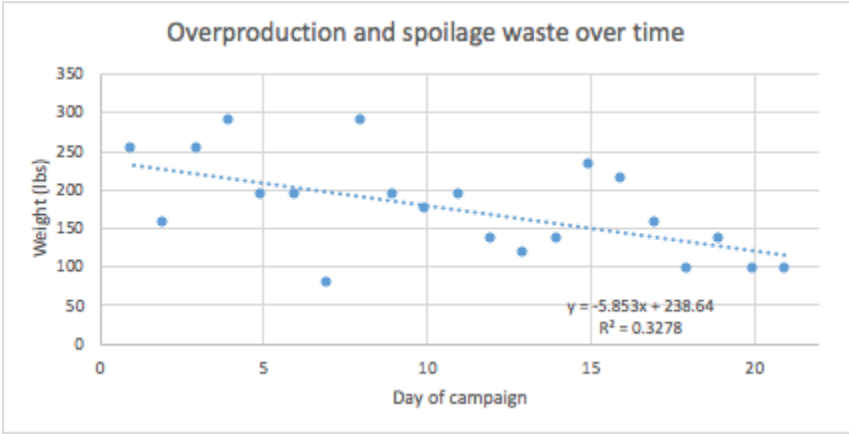 Overproduction and spoilage waste over time
350
300
250
200
150
100
50
0
Weight (lbs)
y = -5.853x + 238.64
R² = 0.3278
0 5 10 15 20
Day of campaign